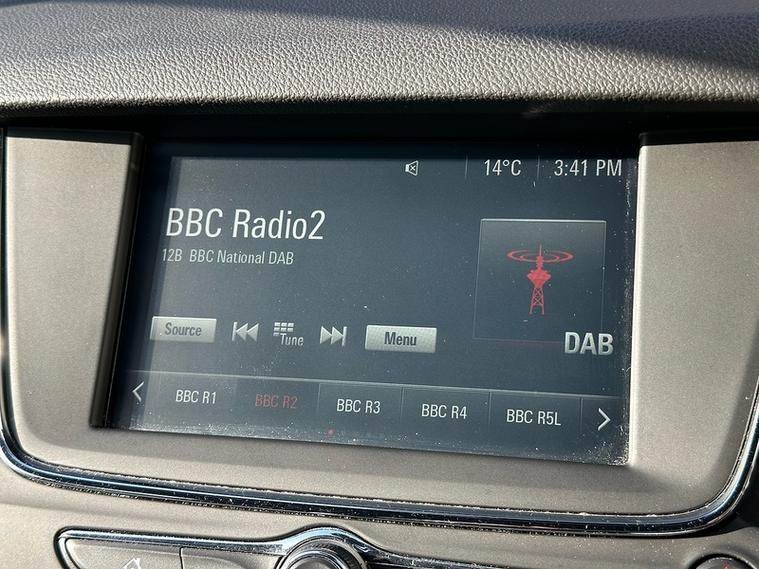 14°C 3:41 PM
BBC Radio2
12B BBC National DAB
DAB
Source Tune Menu
BBC R1 BBC R2 BBC R3 BBC R4 BBC R5L